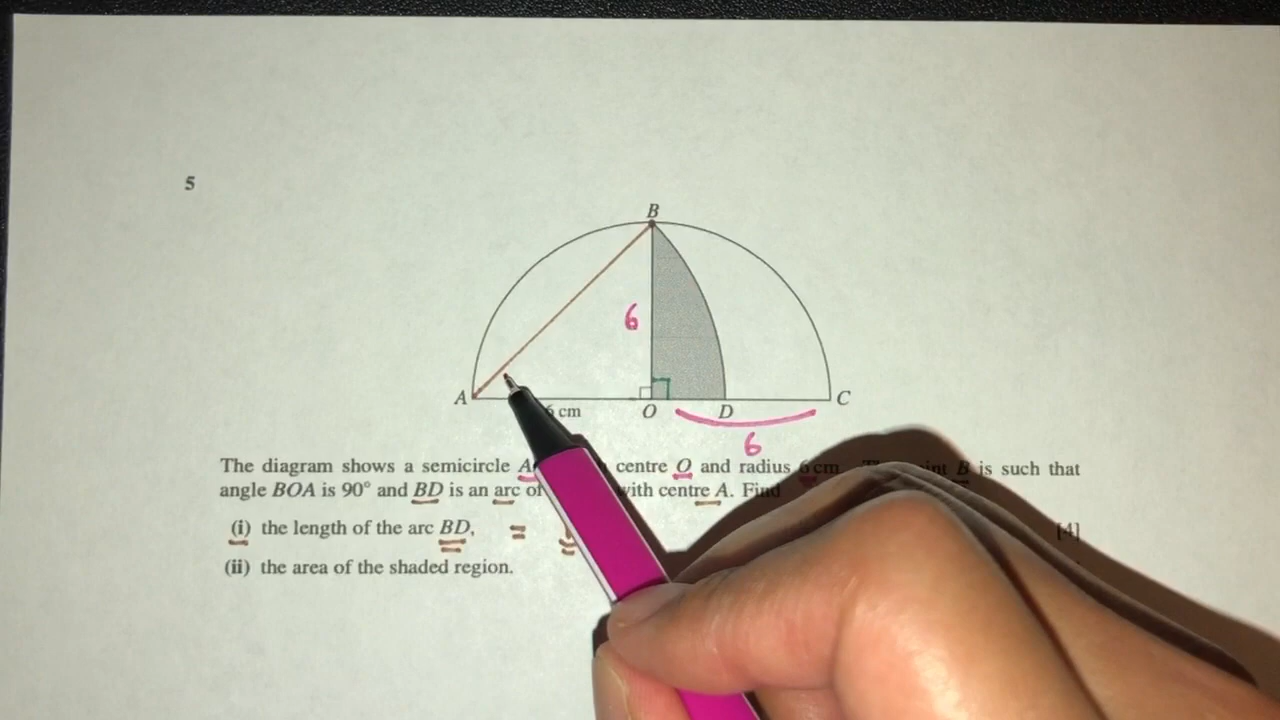 5
B
6
A
6 cm
O
D
C
6
The diagram shows a semicircle centre O and radius 6 cm. B is such that
angle BOA is 90° and BD is an arc of with centre A. Find
(i) the length of the arc BD, = [4]
(ii) the area of the shaded region.